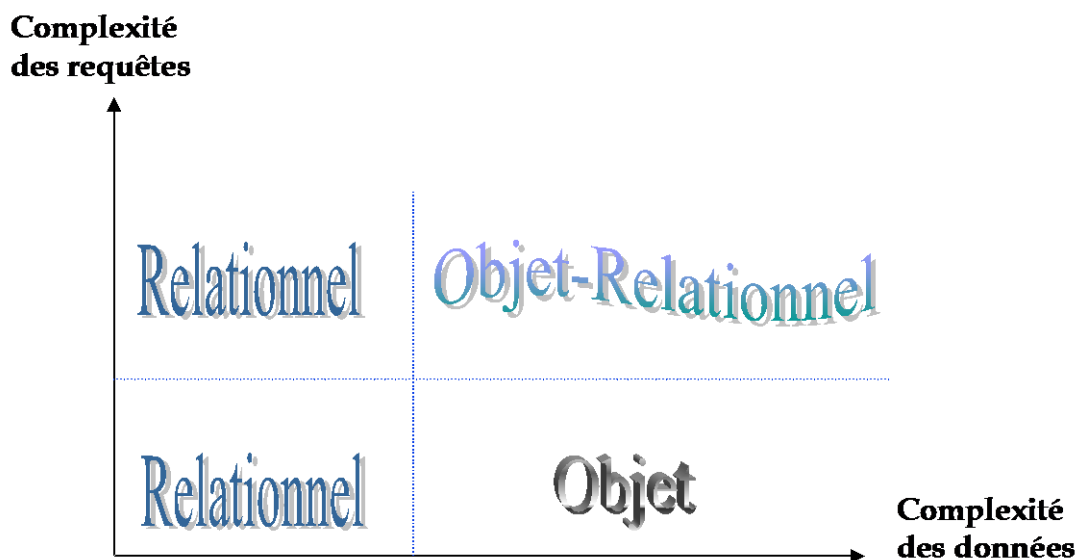 Complexité
des requêtes
Relationnel
Objet-Relationnel
Relationnel
Objet
Complexité
des données